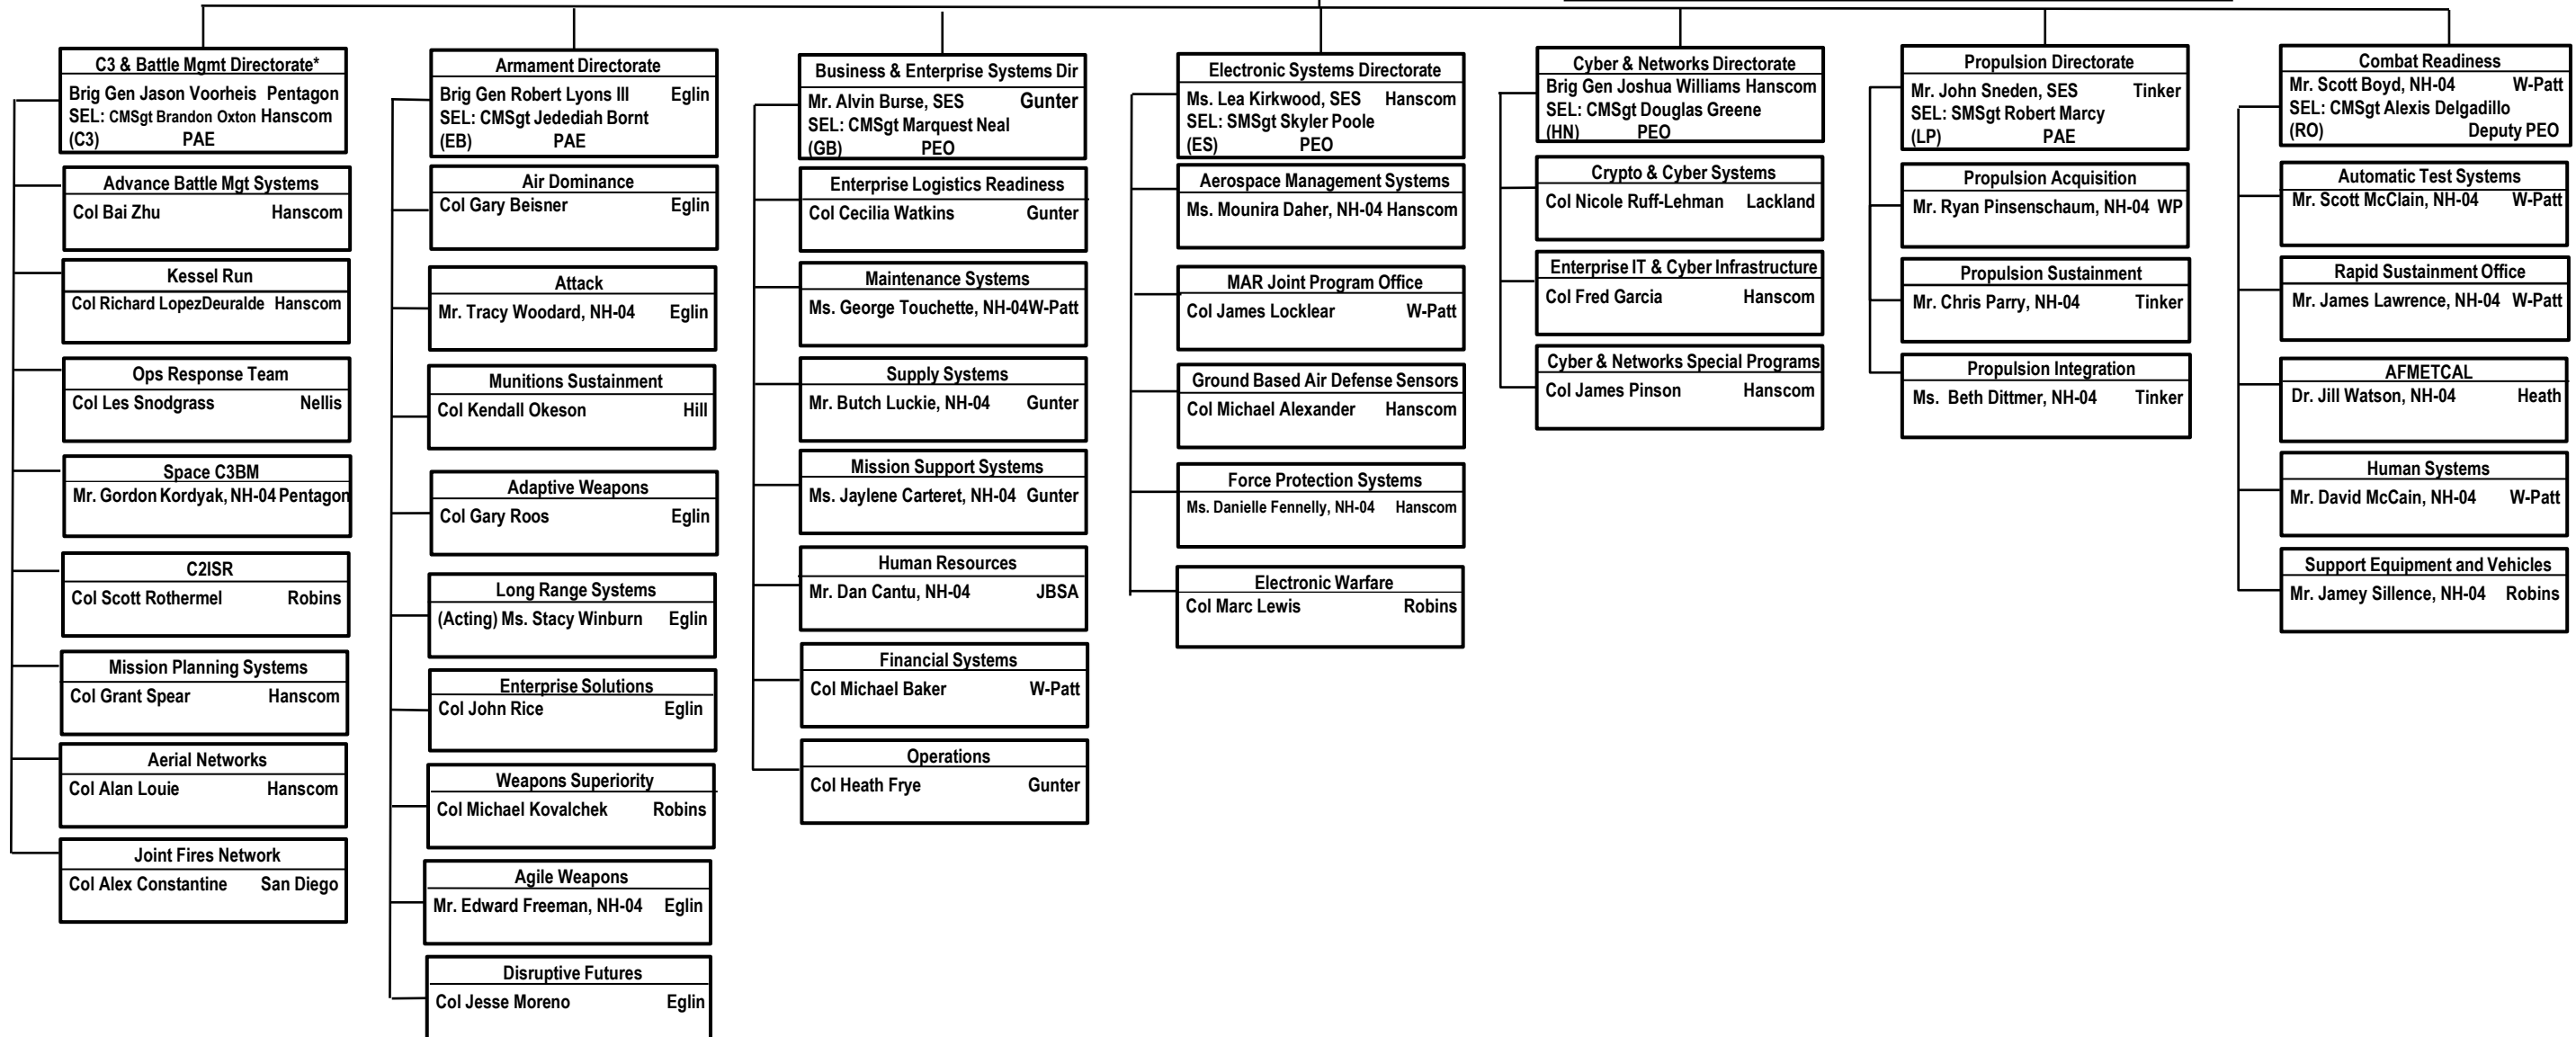 C3 & Battle Mgmt Directorate*
Brig Gen Jason Voorheis Pentagon
SEL: CMSgt Brandon Oxton Hanscom
(C3) PAE
Advance Battle Mgt Systems
Col Bai Zhu Hanscom
Kessel Run
Col Richard LopezDeuralde Hanscom
Ops Response Team
Col Les Snodgrass Nellis
Space C3BM
Mr. Gordon Kordyak, NH-04 Pentagon
C2ISR
Col Scott Rothermel Robins
Mission Planning Systems
Col Grant Spear Hanscom
Aerial Networks
Col Alan Louie Hanscom
Joint Fires Network
Col Alex Constantine San Diego
Armament Directorate
Brig Gen Robert Lyons III Eglin
SEL: CMSgt Jedediah Bornt
(EB) PAE
Air Dominance
Col Gary Beisner Eglin
Attack
Mr. Tracy Woodard, NH-04 Eglin
Munitions Sustainment
Col Kendall Okeson Hill
Adaptive Weapons
Col Gary Roos Eglin
Long Range Systems
(Acting) Ms. Stacy Winburn Eglin
Enterprise Solutions
Col John Rice Eglin
Weapons Superiority
Col Michael Kovalchek Robins
Agile Weapons
Mr. Edward Freeman, NH-04 Eglin
Disruptive Futures
Col Jesse Moreno Eglin
Business & Enterprise Systems Dir
Mr. Alvin Burse, SES Gunter
SEL: CMSgt Marquest Neal
(GB) PEO
Enterprise Logistics Readiness
Col Cecilia Watkins Gunter
Maintenance Systems
Ms. George Touchette, NH-04W-Patt
Supply Systems
Mr. Butch Luckie, NH-04 Gunter
Mission Support Systems
Ms. Jaylene Carteret, NH-04 Gunter
Human Resources
Mr. Dan Cantu, NH-04 JBSA
Financial Systems
Col Michael Baker W-Patt
Operations
Col Heath Frye Gunter
Electronic Systems Directorate
Ms. Lea Kirkwood, SES Hanscom
SEL: SMSgt Skyler Poole
(ES) PEO
Aerospace Management Systems
Ms. Mounira Daher, NH-04 Hanscom
MAR Joint Program Office
Col James Locklear W-Patt
Ground Based Air Defense Sensors
Col Michael Alexander Hanscom
Force Protection Systems
Ms. Danielle Fennelly, NH-04 Hanscom
Electronic Warfare
Col Marc Lewis Robins
Cyber & Networks Directorate
Brig Gen Joshua Williams Hanscom
SEL: CMSgt Douglas Greene
(HN) PEO
Crypto & Cyber Systems
Col Nicole Ruff-Lehman Lackland
Enterprise IT & Cyber Infrastructure
Col Fred Garcia Hanscom
Cyber & Networks Special Programs
Col James Pinson Hanscom
Propulsion Directorate
Mr. John Sneden, SES Tinker
SEL: SMSgt Robert Marcy
(LP) PAE
Propulsion Acquisition
Mr. Ryan Pinsenschaum, NH-04 WP
Propulsion Sustainment
Mr. Chris Parry, NH-04 Tinker
Propulsion Integration
Ms. Beth Dittmer, NH-04 Tinker
Combat Readiness
Mr. Scott Boyd, NH-04 W-Patt
SEL: CMSgt Alexis Delgadillo
(RO) Deputy PEO
Automatic Test Systems
Mr. Scott McClain, NH-04 W-Patt
Rapid Sustainment Office
Mr. James Lawrence, NH-04 W-Patt
AFMETCAL
Dr. Jill Watson, NH-04 Heath
Human Systems
Mr. David McCain, NH-04 W-Patt
Support Equipment and Vehicles
Mr. Jamey Sillence, NH-04 Robins